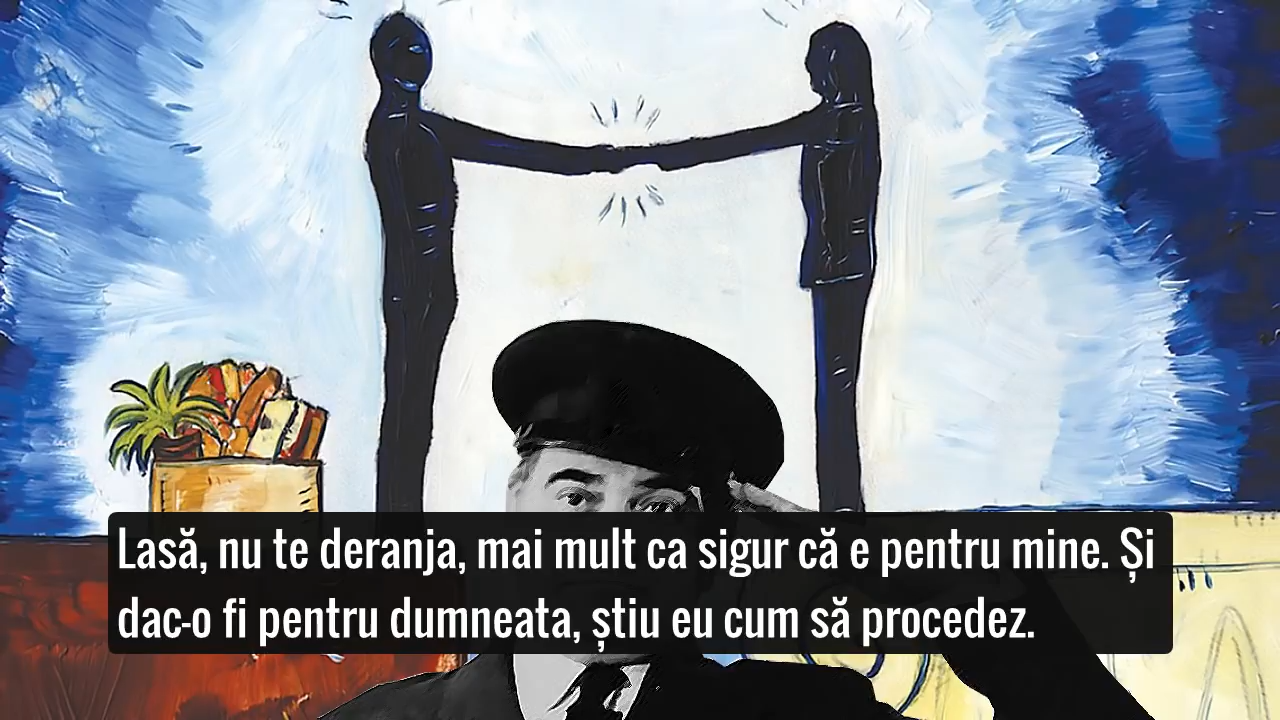 Lasă, nu te deranja, mai mult ca sigur că e pentru mine. Și
dac-o fi pentru dumneata, știu eu cum să procedez.